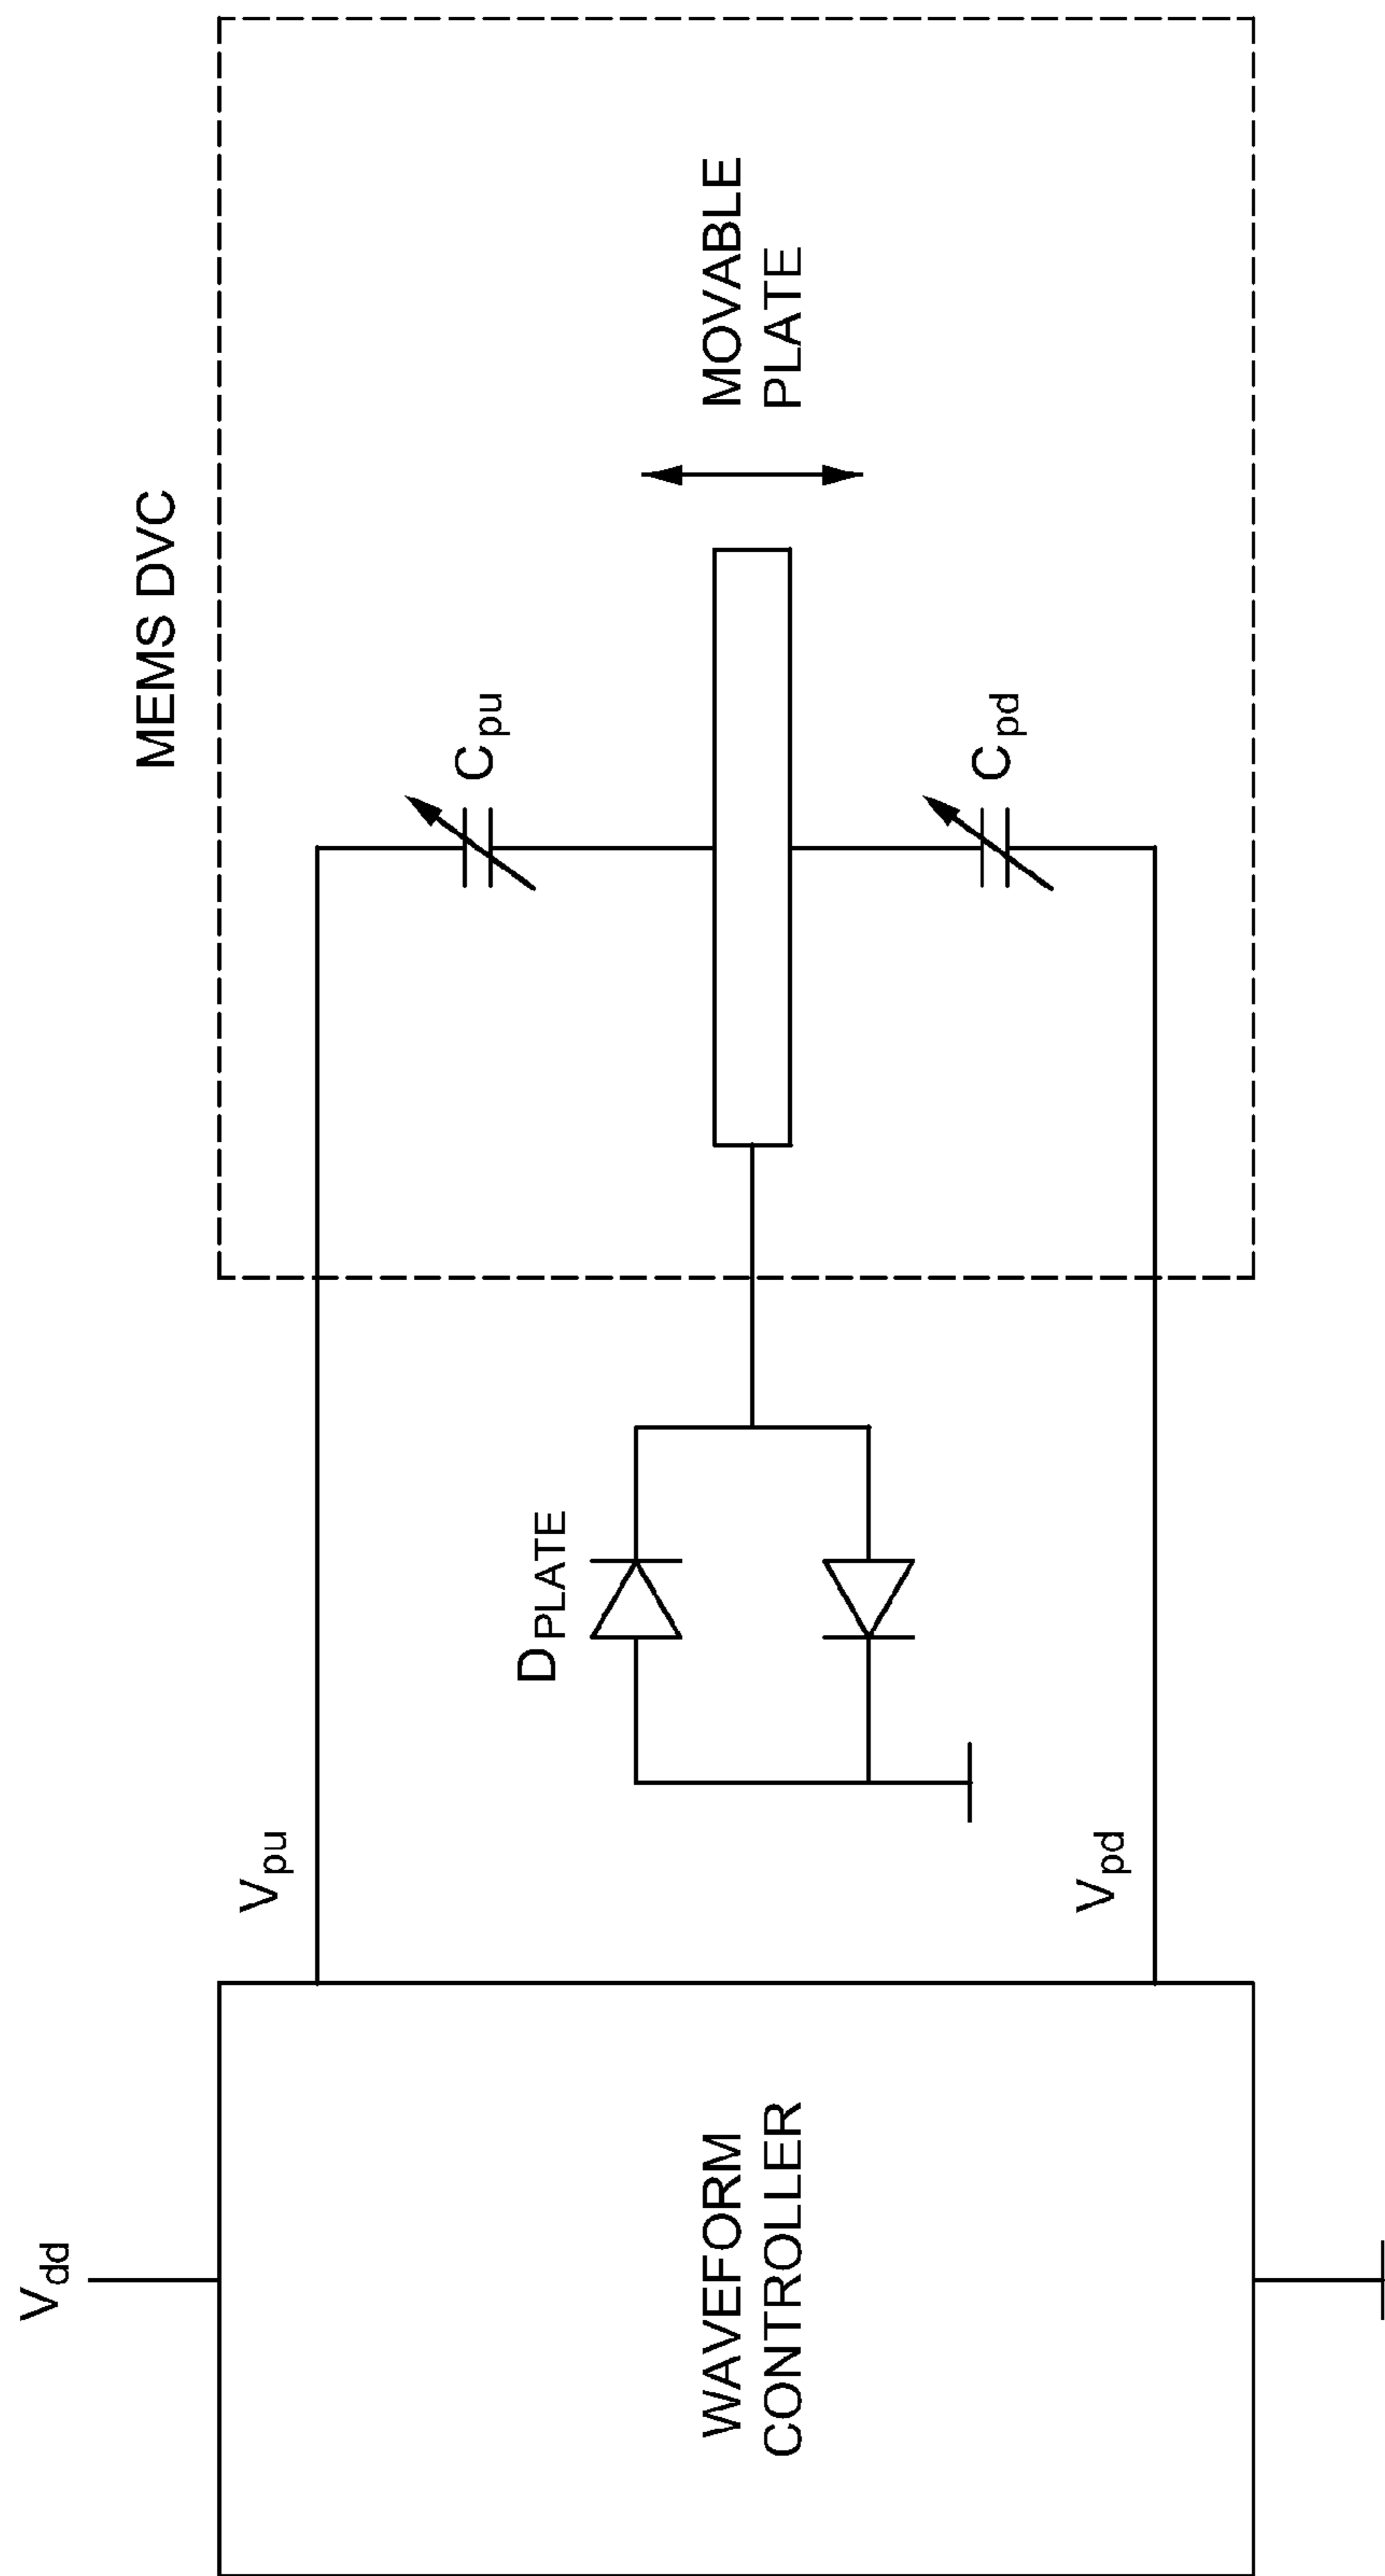 MEMS DVC
Vdd
Vpu
DPLATE
Cpu
MOVABLE
PLATE
WAVEFORM
CONTROLLER
Cpd
Vpd